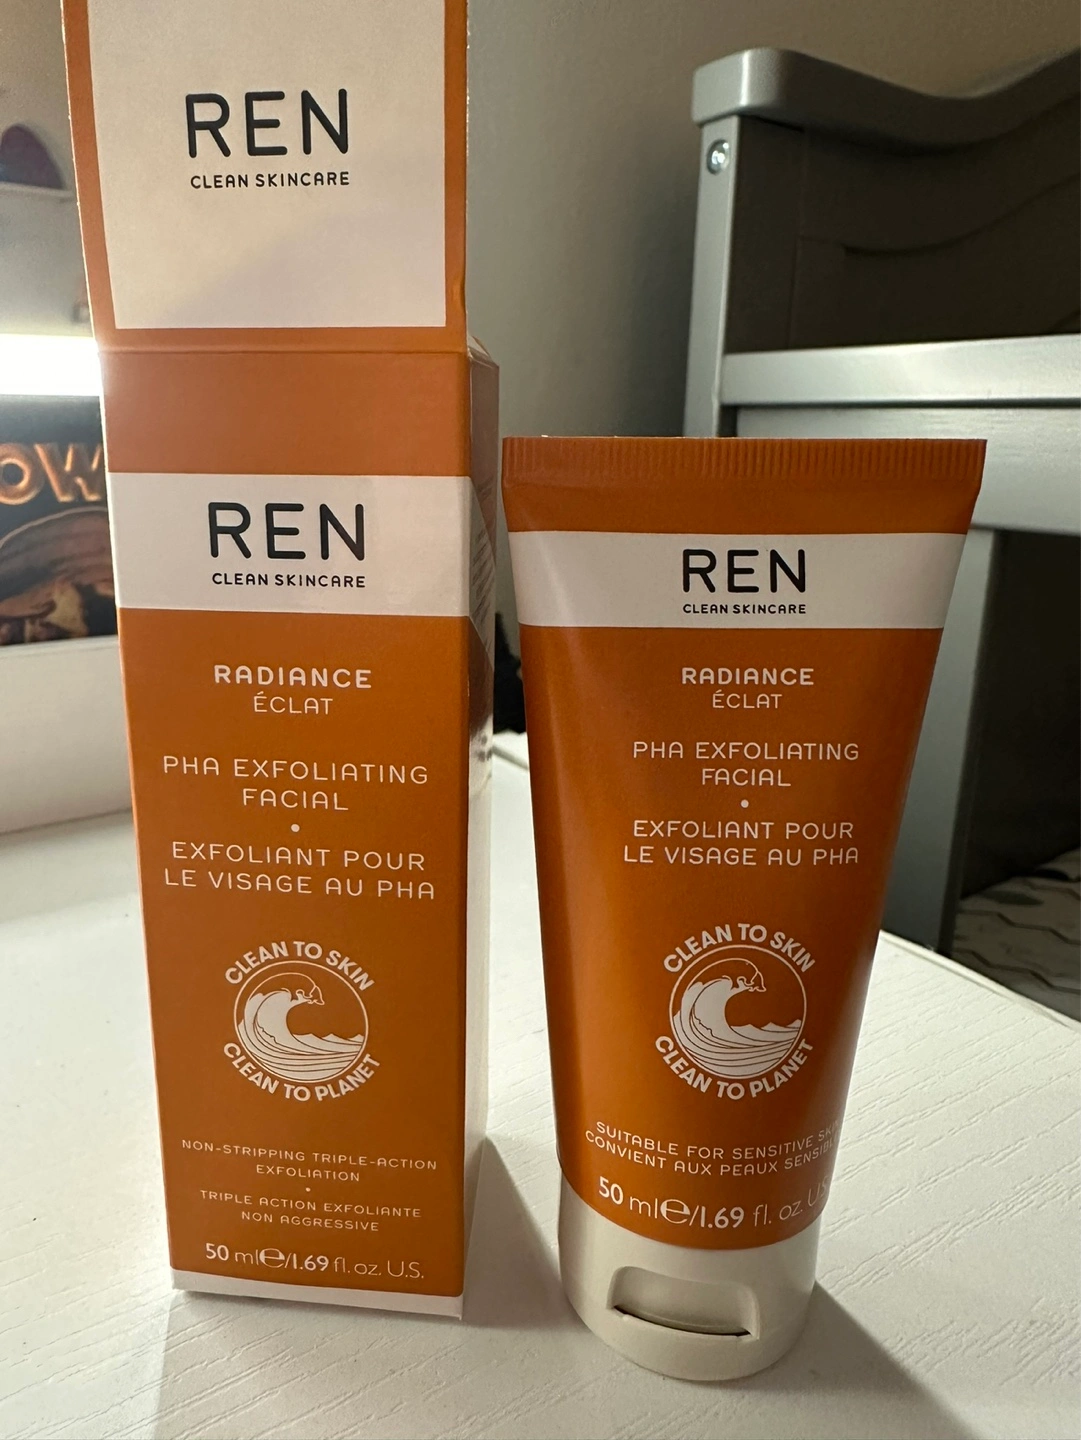 REN
CLEAN SKINCARE
REN
CLEAN SKINCARE
RADIANCE
ÉCLAT
PHA EXFOLIATING
FACIAL
•
EXFOLIANT POUR
LE VISAGE AU PHA
CLEAN TO SKIN
CLEAN TO PLANET
NON-STRIPPING TRIPLE-ACTION
EXFOLIATION
•
TRIPLE ACTION EXFOLIANTE
NON AGGRESSIVE
50 ml℮/1.69 fl. oz. U.S.
REN
CLEAN SKINCARE
RADIANCE
ÉCLAT
PHA EXFOLIATING
FACIAL
•
EXFOLIANT POUR
LE VISAGE AU PHA
CLEAN TO SKIN
CLEAN TO PLANET
SUITABLE FOR SENSITIVE
CONVIENT AUX PEAUX
50 ml℮/1.69 fl. oz.
OW